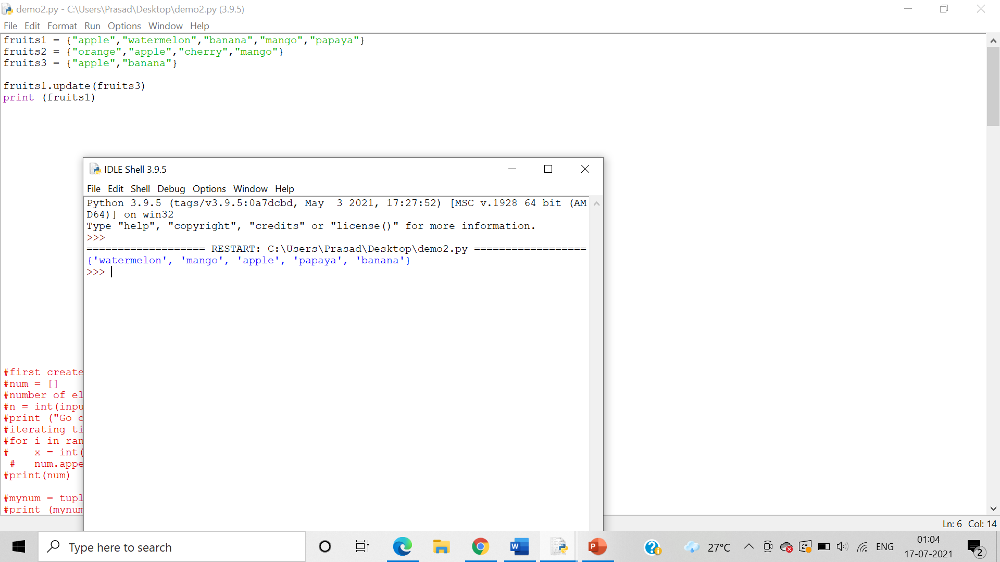 demo2.py - C:\Users\Prasad\Desktop\demo2.py (3.9.5)
File Edit Format Run Options Window Help
fruits1 = {"apple","watermelon","banana","mango","papaya"}
fruits2 = {"orange","apple","cherry","mango"}
fruits3 = {"apple","banana"}
fruits1.update(fruits3)
print (fruits1)
IDLE Shell 3.9.5
File Edit Shell Debug Options Window Help
Python 3.9.5 (tags/v3.9.5:0a7dcbd, May  3 2021, 17:27:52) [MSC v.1928 64 bit (AM
D64)] on win32
Type "help", "copyright", "credits" or "license()" for more information.
>>>
=================== RESTART: C:\Users\Prasad\Desktop\demo2.py ==================
{'watermelon', 'mango', 'apple', 'papaya', 'banana'}
>>>
#first create
#num = []
#number of el
#n = int(inpu
#print ("Go o
#iterating ti
#for i in ran
#    x = int(
 #   num.appe
#print(num)
#mynum = tupl
#print (mynum
Ln: 6 Col: 14
Type here to search
27°C
ENG
01:04
17-07-2021
2